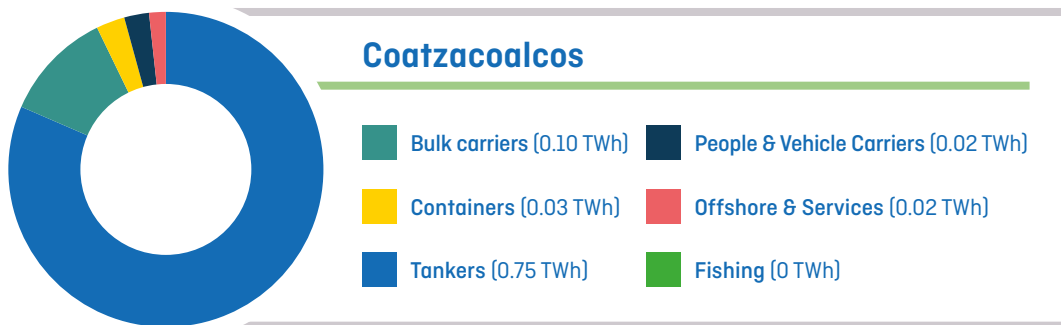 Coatzacoalcos
Bulk carriers (0.10 TWh)
People & Vehicle Carriers (0.02 TWh)
Containers (0.03 TWh)
Offshore & Services (0.02 TWh)
Tankers (0.75 TWh)
Fishing (0 TWh)